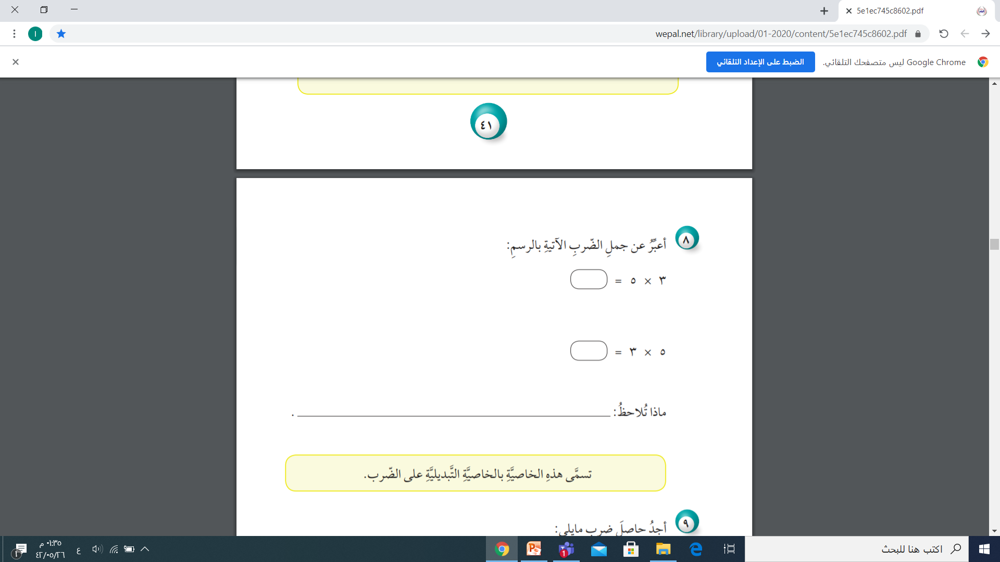 5e1ec745c8602.pdf
wepal.net/library/upload/01-2020/content/5e1ec745c8602.pdf
I
Google Chrome ليس متصفحك التلقائي.
الضبط على الإعداد التلقائي
٤١
٨
أعبِّرُ عن جملِ الضّربِ الآتيةِ بالرسمِ:
٣ × ٥ =
٥ × ٣ =
ماذا تُلاحظُ: ______ .
تسمَّى هذهِ الخاصيَّةِ بالخاصيَّةِ التَّبديليَّةِ على الضّرب.
٩
أجدُ حاصلَ ضربِ مايلي:
اكتب هنا للبحث
1
ع
٠١:٣٥ م
٤٢/٠٥/٢٦
١